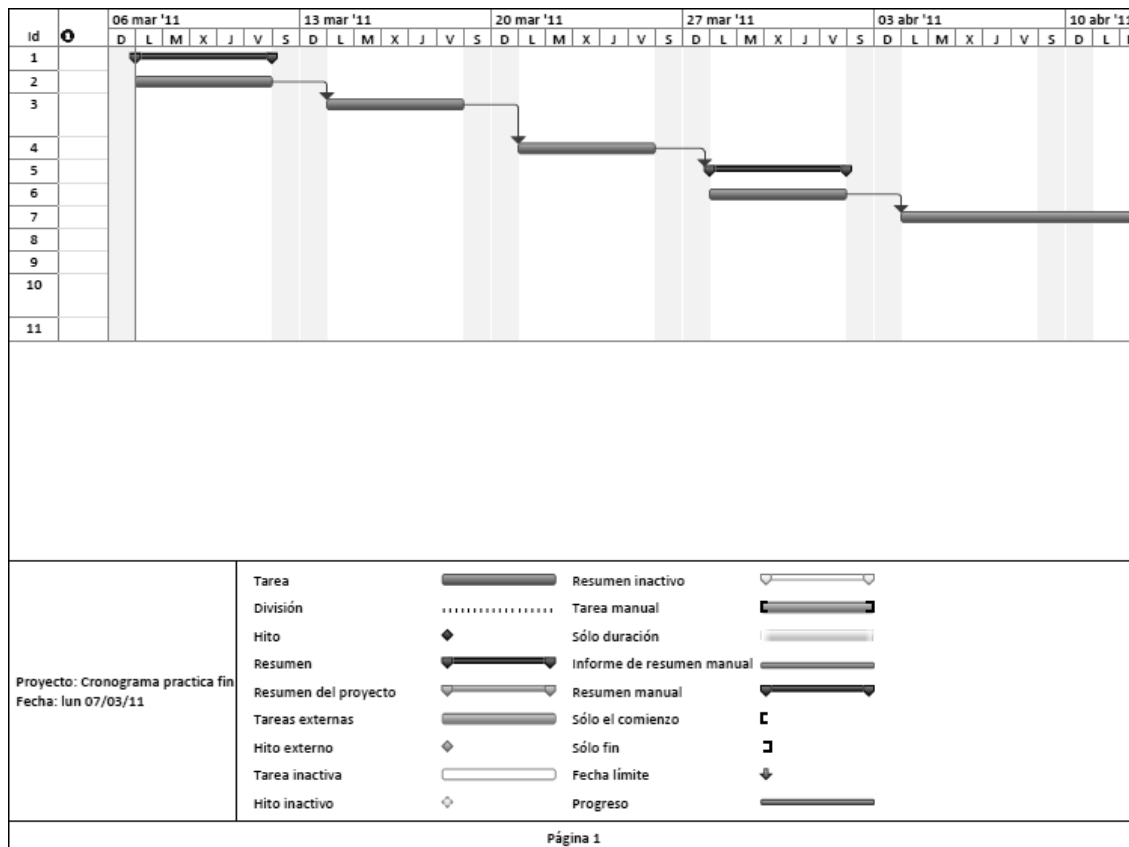 Id 06 mar '11 13 mar '11 20 mar '11 27 mar '11 03 abr '11 10 abr '11
D L M X J V S D L M X J V S D L M X J V S D L M X J V S D L M X J V S D L
1
2
3
4
5
6
7
8
9
10
11
Proyecto: Cronograma practica fin
Fecha: lun 07/03/11
Tarea
División
Hito
Resumen
Resumen del proyecto
Tareas externas
Hito externo
Tarea inactiva
Hito inactivo
Resumen inactivo
Tarea manual
Sólo duración
Informe de resumen manual
Resumen manual
Sólo el comienzo
Sólo fin
Fecha límite
Progreso
Página 1